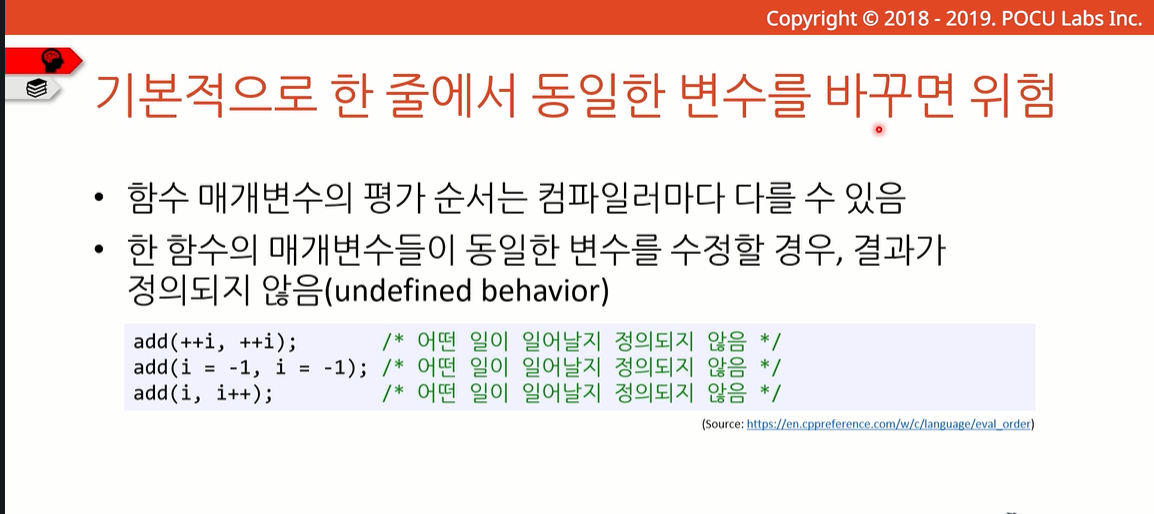 Copyright © 2018 - 2019. POCU Labs Inc.
기본적으로 한 줄에서 동일한 변수를 바꾸면 위험
• 함수 매개변수의 평가 순서는 컴파일러마다 다를 수 있음
• 한 함수의 매개변수들이 동일한 변수를 수정할 경우, 결과가
정의되지 않음(undefined behavior)
add(++i, ++i); /* 어떤 일이 일어날지 정의되지 않음 */
add(i = -1, i = -1); /* 어떤 일이 일어날지 정의되지 않음 */
add(i, i++); /* 어떤 일이 일어날지 정의되지 않음 */
(Source: https://en.cppreference.com/w/c/language/eval_order)